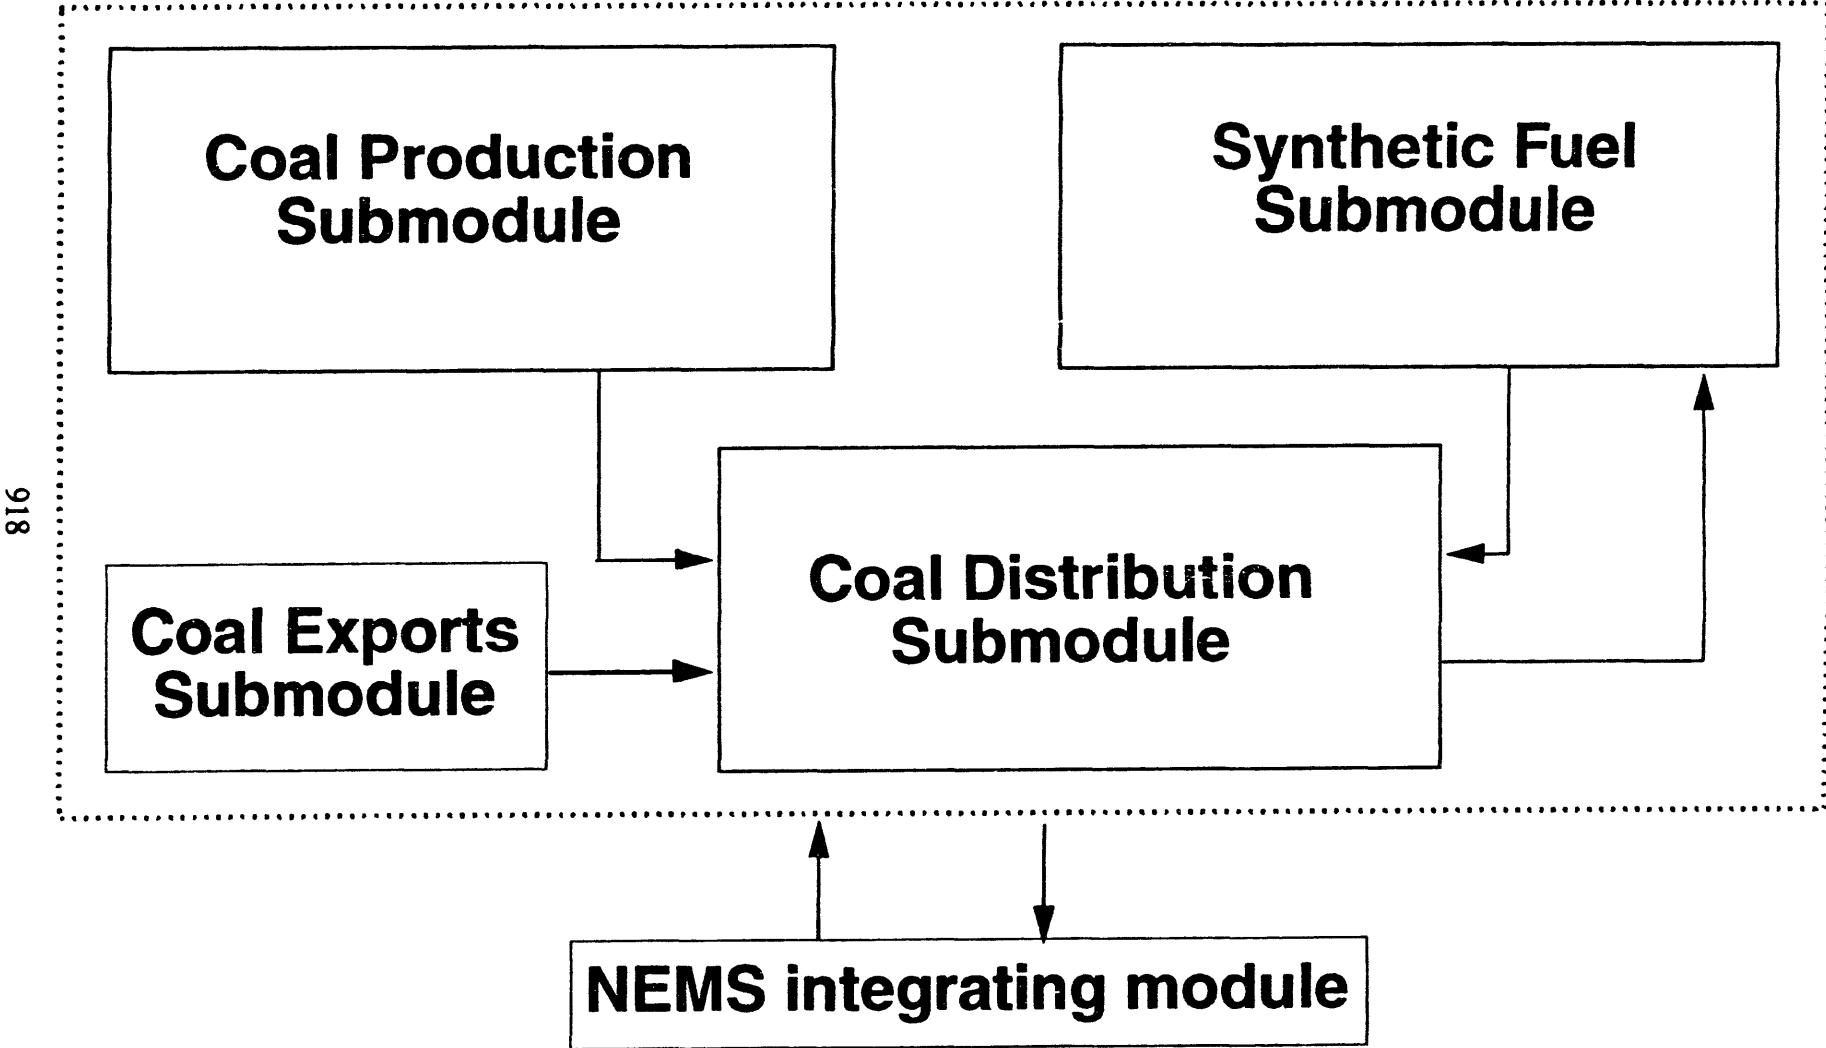 Coal Production
Submodule
Synthetic Fuel
Submodule
Coal Exports
Submodule
Coal Distribution
Submodule
NEMS integrating module
918